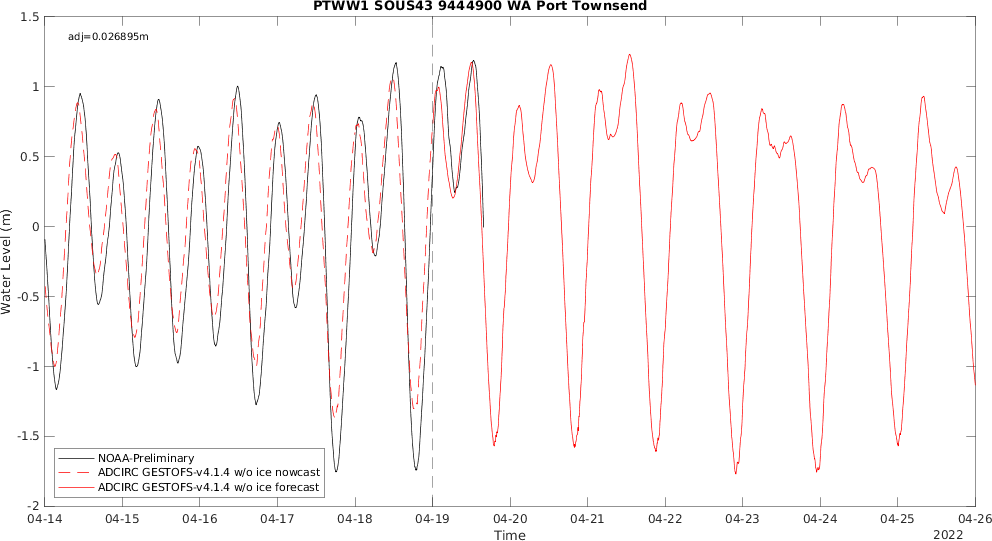 PTWW1 SOUS43 9444900 WA Port Townsend
adj=0.026895m
1.5
1
0.5
0
-0.5
-1
-1.5
-2
Water Level (m)
NOAA-Preliminary
ADCIRC GESTOFS-v4.1.4 w/o ice nowcast
ADCIRC GESTOFS-v4.1.4 w/o ice forecast
04-14 04-15 04-16 04-17 04-18 04-19 04-20 04-21 04-22 04-23 04-24 04-25 04-26
Time
2022